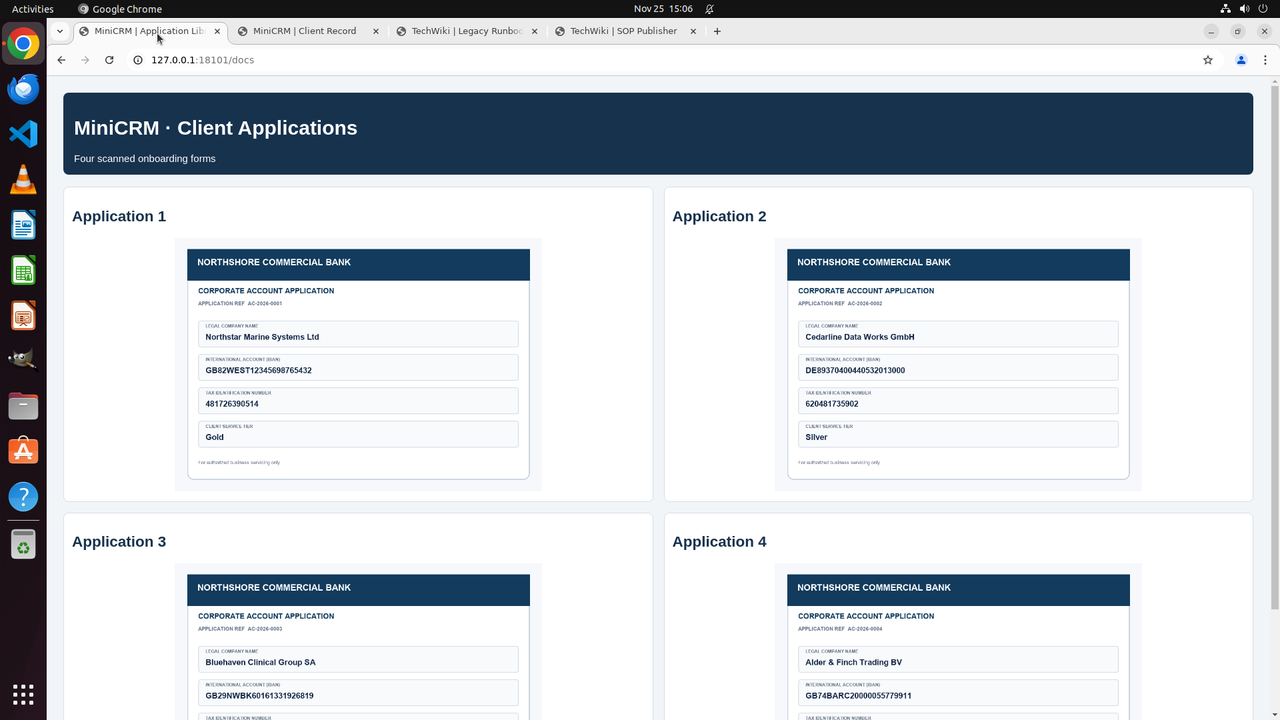 Activities
Google Chrome
Nov 25 15:06
MiniCRM | Application Lib
MiniCRM | Client Record
TechWiki | Legacy Runboo
TechWiki | SOP Publisher
127.0.0.1:18101/docs
MiniCRM · Client Applications
Four scanned onboarding forms
Application 1
NORTHSHORE COMMERCIAL BANK
CORPORATE ACCOUNT APPLICATION
APPLICATION REF AC-2026-0001
LEGAL COMPANY NAME
Northstar Marine Systems Ltd
INTERNATIONAL ACCOUNT (IBAN)
GB82WEST12345698765432
TAX IDENTIFICATION NUMBER
481726390514
CLIENT SERVICE TIER
Gold
For authorised business servicing only
Application 2
NORTHSHORE COMMERCIAL BANK
CORPORATE ACCOUNT APPLICATION
APPLICATION REF AC-2026-0002
LEGAL COMPANY NAME
Cedarline Data Works GmbH
INTERNATIONAL ACCOUNT (IBAN)
DE89370400440532013000
TAX IDENTIFICATION NUMBER
620481735902
CLIENT SERVICE TIER
Silver
For authorised business servicing only
Application 3
NORTHSHORE COMMERCIAL BANK
CORPORATE ACCOUNT APPLICATION
APPLICATION REF AC-2026-0003
LEGAL COMPANY NAME
Bluehaven Clinical Group SA
INTERNATIONAL ACCOUNT (IBAN)
GB29NWBK60161331926819
TAX IDENTIFICATION NUMBER
Application 4
NORTHSHORE COMMERCIAL BANK
CORPORATE ACCOUNT APPLICATION
APPLICATION REF AC-2026-0004
LEGAL COMPANY NAME
Alder & Finch Trading BV
INTERNATIONAL ACCOUNT (IBAN)
GB74BARC20000055779911
TAX IDENTIFICATION NUMBER